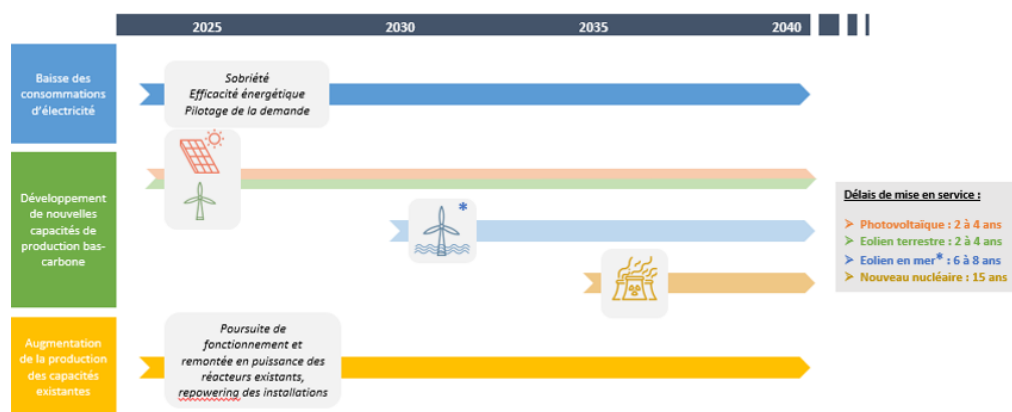 2025 2030 2035 2040
Baisse des
consommations
d'électricité
Sobriété
Efficacité énergétique
Pilotage de la demande
Développement
de nouvelles
capacités de
production bas-
carbone
*
Délais de mise en service :
➢ Photovoltaïque : 2 à 4 ans
➢ Eolien terrestre : 2 à 4 ans
➢ Eolien en mer* : 6 à 8 ans
➢ Nouveau nucléaire : 15 ans
Augmentation
de la production
des capacités
existantes
Poursuite de
fonctionnement et
remontée en puissance des
réacteurs existants,
repowering des installations